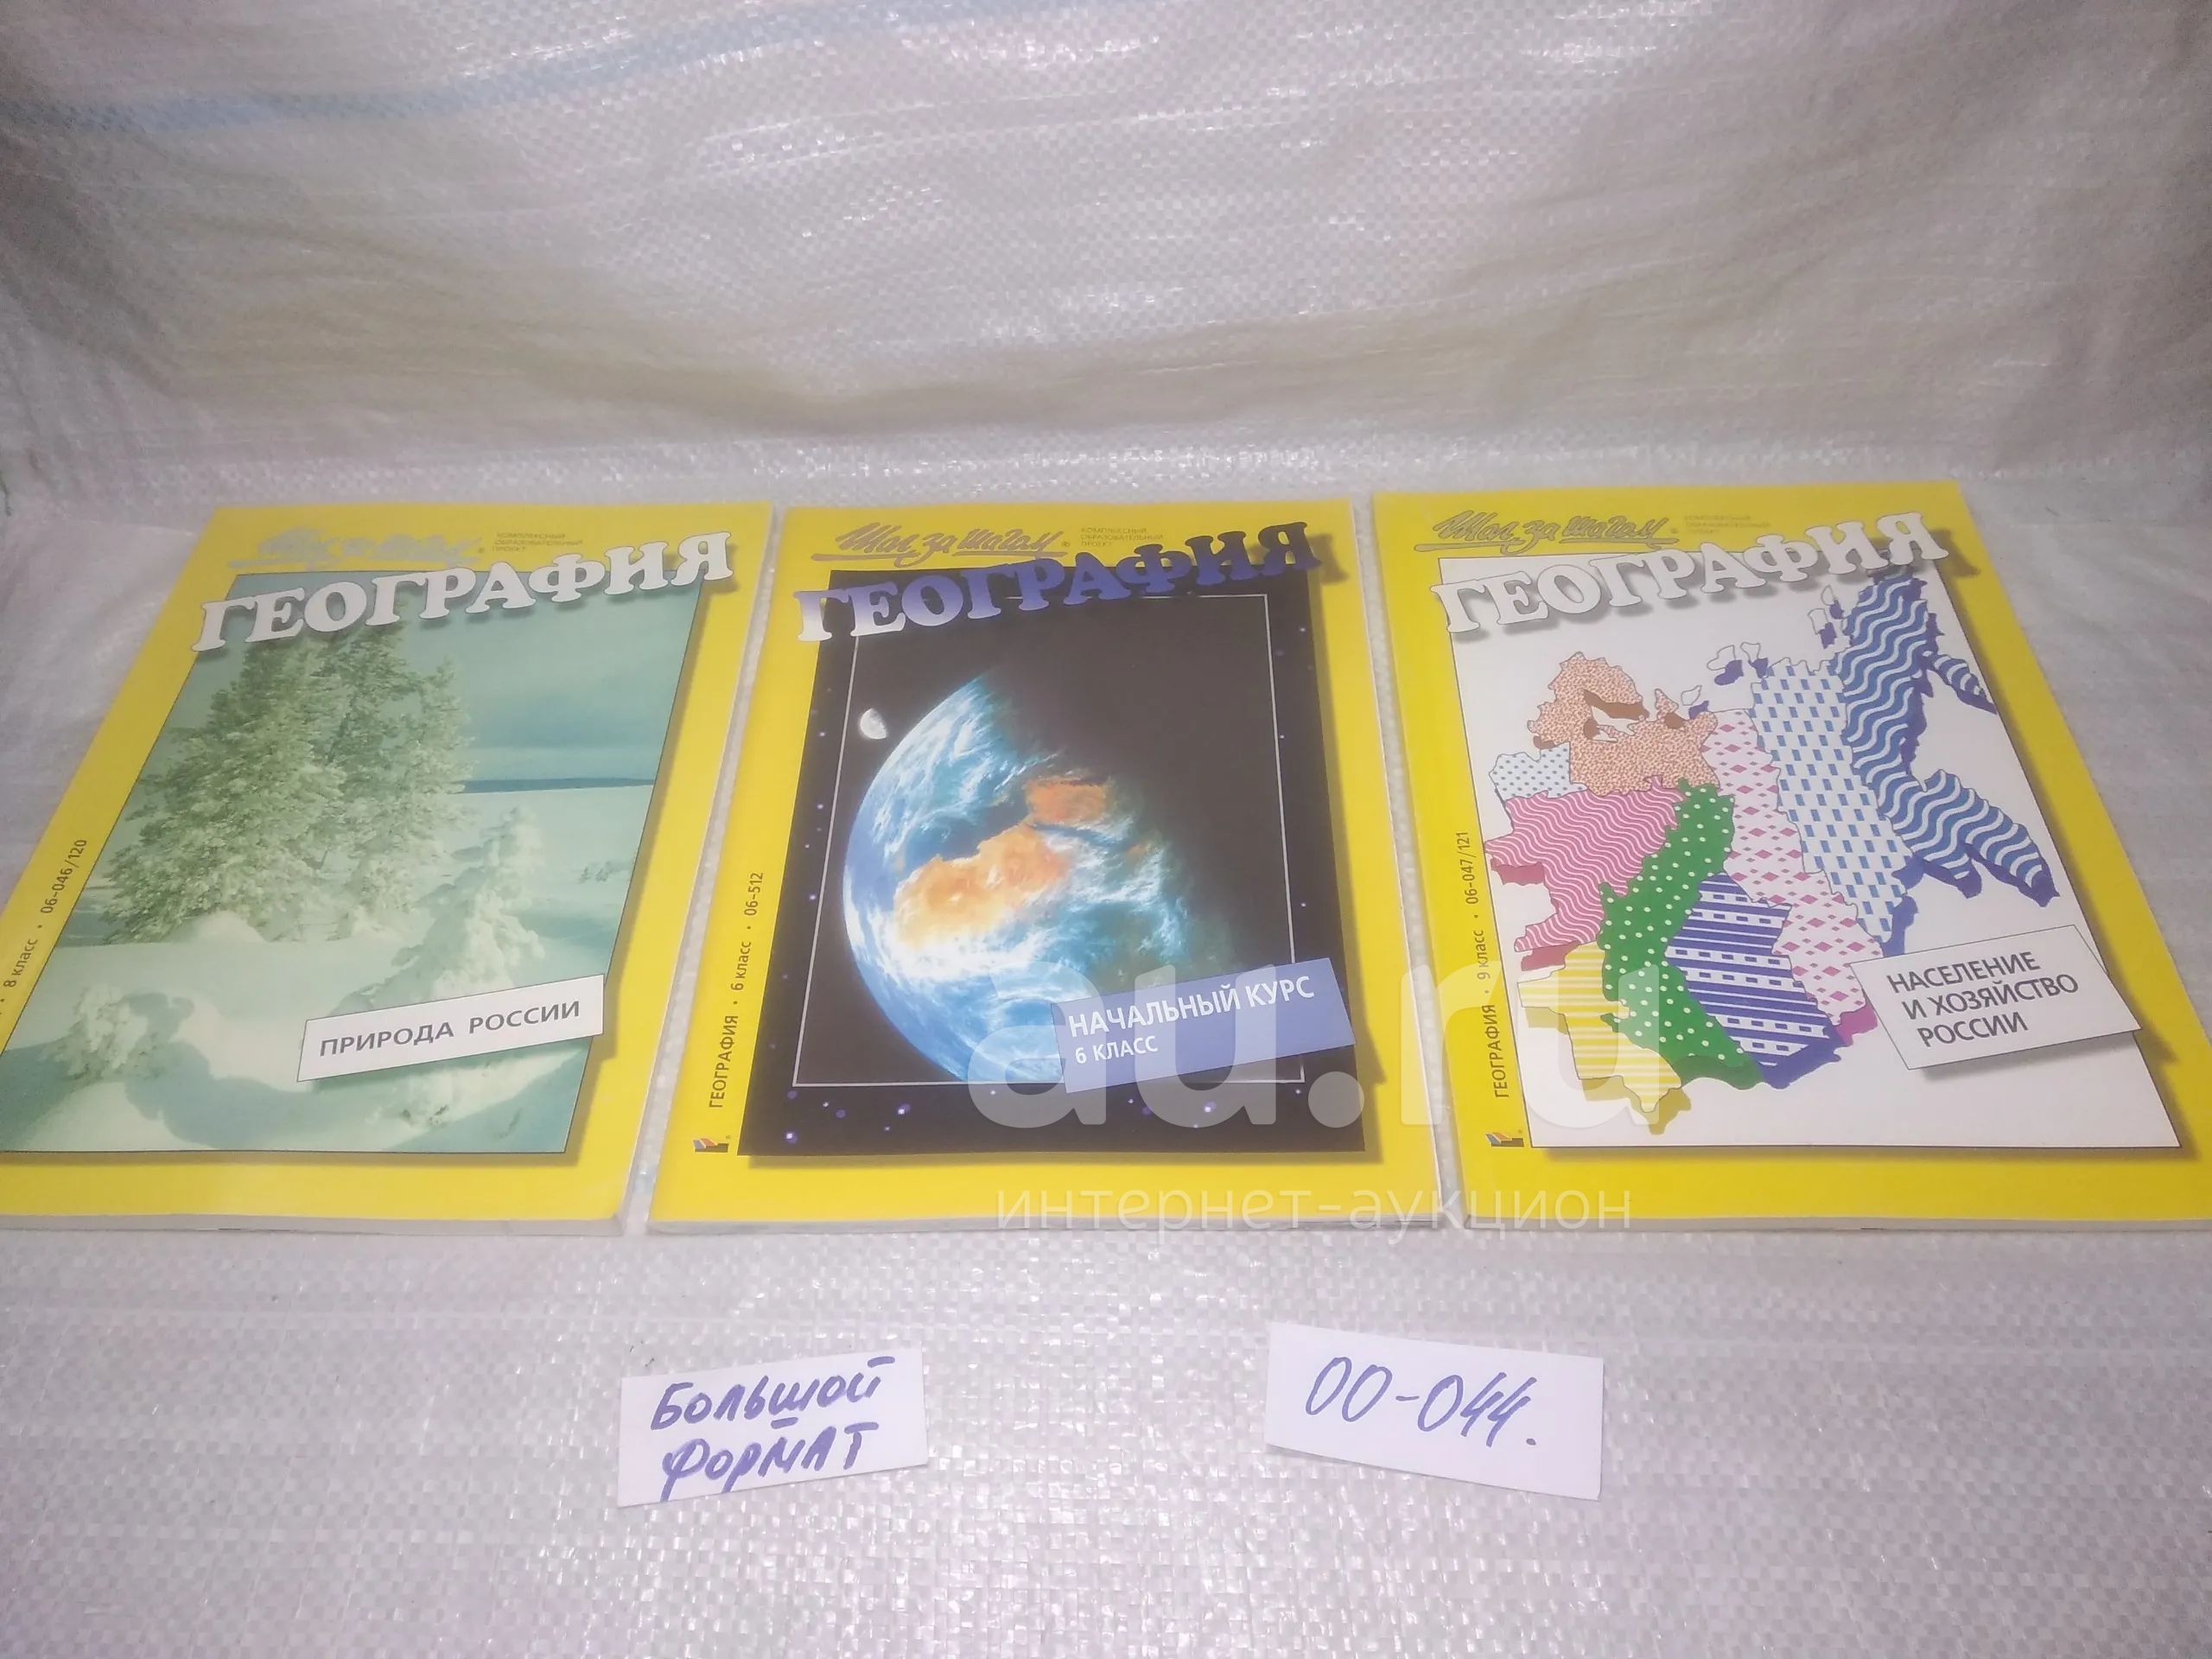 КОМПЛЕКСНЫЙ
ОБРАЗОВАТЕЛЬНЫЙ
ПРОЕКТ
ГЕОГРАФИЯ
ПРИРОДА РОССИИ
8 класс • 06-046/120
Шаг за шагом ®
КОМПЛЕКСНЫЙ
ОБРАЗОВАТЕЛЬНЫЙ
ПРОЕКТ
ГЕОГРАФИЯ
НАЧАЛЬНЫЙ КУРС
6 КЛАСС
ГЕОГРАФИЯ • 6 класс • 06-512
Шаг за шагом ®
КОМПЛЕКСНЫЙ
ОБРАЗОВАТЕЛЬНЫЙ
ПРОЕКТ
ГЕОГРАФИЯ
НАСЕЛЕНИЕ
И ХОЗЯЙСТВО
РОССИИ
ГЕОГРАФИЯ • 9 класс • 06-047/121
au.ru
интернет-аукцион
БОЛЬШОЙ
ФОРМАТ
00-044.